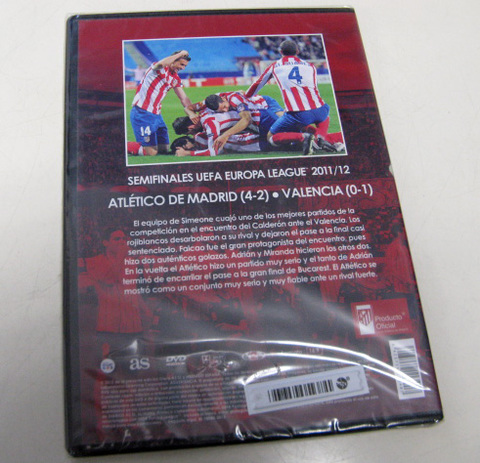 4
14
SEMIFINALES UEFA EUROPA LEAGUE 2011/12
ATLÉTICO DE MADRID (4-2) • VALENCIA (0-1)
El equipo de Simeone cuajó uno de los mejores partidos de la
competición en el encuentro del Calderón ante el Valencia. Los
rojiblancos desarbolaron a su rival y dejaron el pase a la final casi
sentenciado. Falcao fue el gran protagonista del encuentro, pues
hizo dos auténticos golazos. Adrián y Miranda hicieron los otros dos.
En la vuelta el Atlético hizo un partido muy serio y el tanto de Adrián
terminó de encarrilar el pase a la gran final de Bucarest. El Atlético se
mostró como un conjunto muy serio y muy fiable ante un rival fuerte.
Producto
Oficial
as
DVD